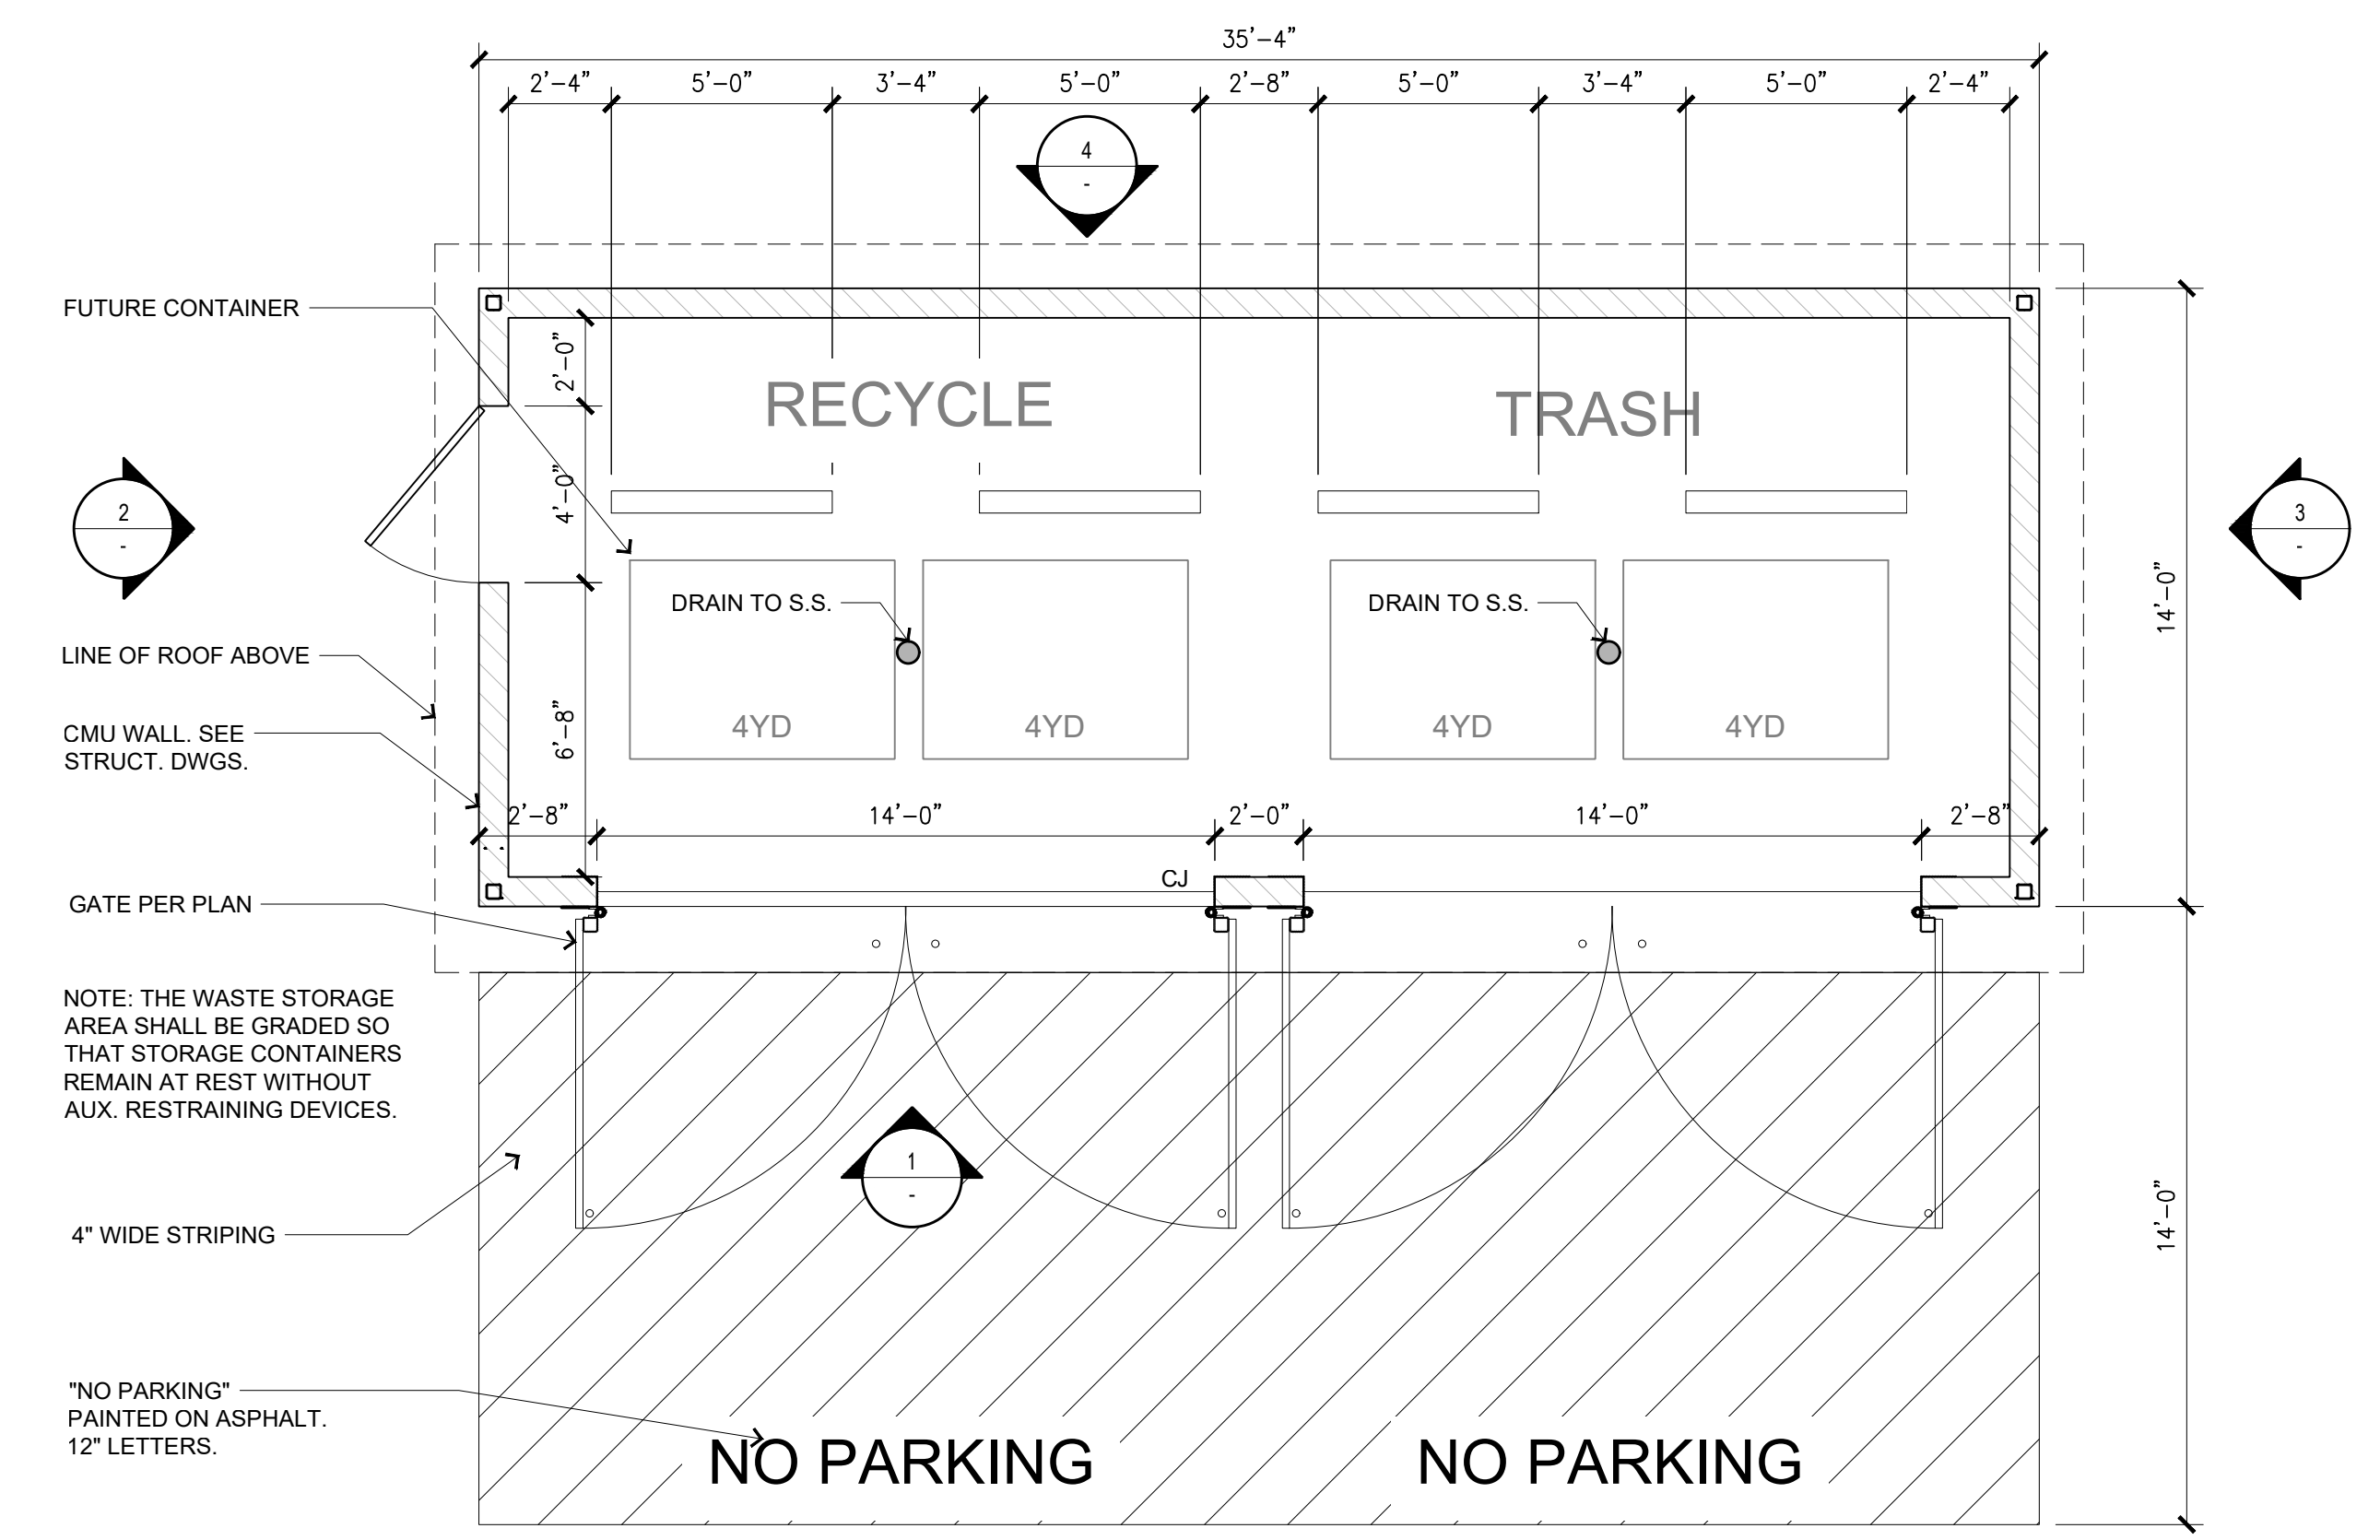 35’–4”
2’–4” 5’–0” 3’–4” 5’–0” 2’–8” 5’–0” 3’–4” 5’–0” 2’–4”
4
-
FUTURE CONTAINER
2’–0”
RECYCLE
TRASH
4’–0”
2
-
3
-
14’–0”
DRAIN TO S.S.
DRAIN TO S.S.
LINE OF ROOF ABOVE
6’–8”
4YD
4YD
4YD
4YD
CMU WALL. SEE
STRUCT. DWGS.
2’–8” 14’–0” 2’–0” 14’–0” 2’–8”
CJ
GATE PER PLAN
NOTE: THE WASTE STORAGE
AREA SHALL BE GRADED SO
THAT STORAGE CONTAINERS
REMAIN AT REST WITHOUT
AUX. RESTRAINING DEVICES.
1
-
14’–0”
4" WIDE STRIPING
"NO PARKING"
PAINTED ON ASPHALT.
12" LETTERS.
NO PARKING
NO PARKING